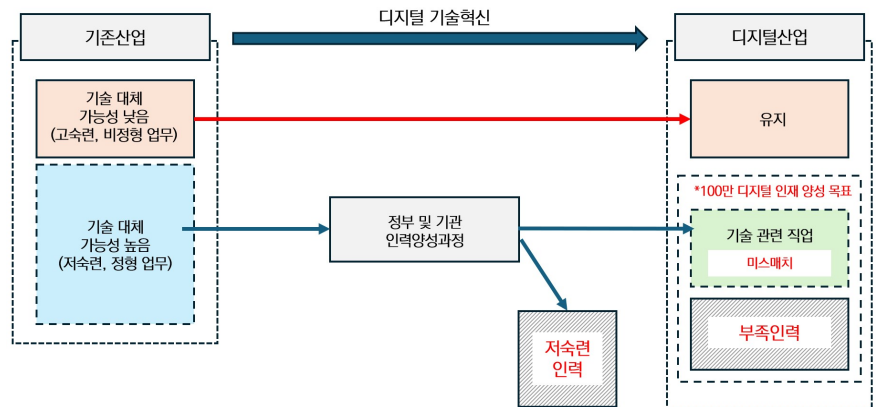 디지털 기술혁신
기존산업
디지털산업
기술 대체
가능성 낮음
(고숙련, 비정형 업무)
유지
*100만 디지털 인재 양성 목표
기술 대체
가능성 높음
(저숙련, 정형 업무)
정부 및 기관
인력양성과정
기술 관련 직업
미스매치
저숙련
인력
부족인력